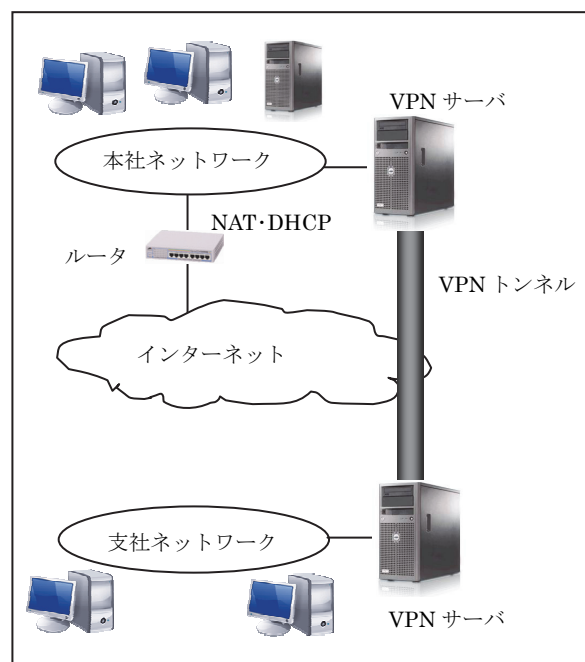 VPN サーバ
本社ネットワーク
NAT･DHCP
ルータ
VPN トンネル
インターネット
支社ネットワーク
VPN サーバ